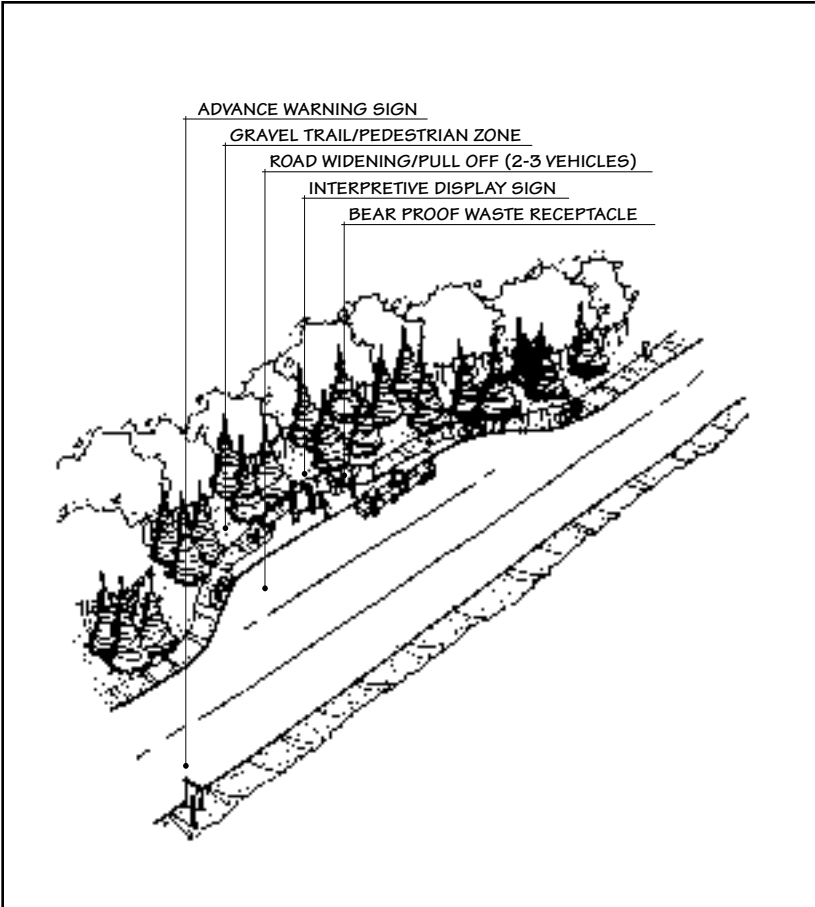 ADVANCE WARNING SIGN
GRAVEL TRAIL/PEDESTRIAN ZONE
ROAD WIDENING/PULL OFF (2-3 VEHICLES)
INTERPRETIVE DISPLAY SIGN
BEAR PROOF WASTE RECEPTACLE